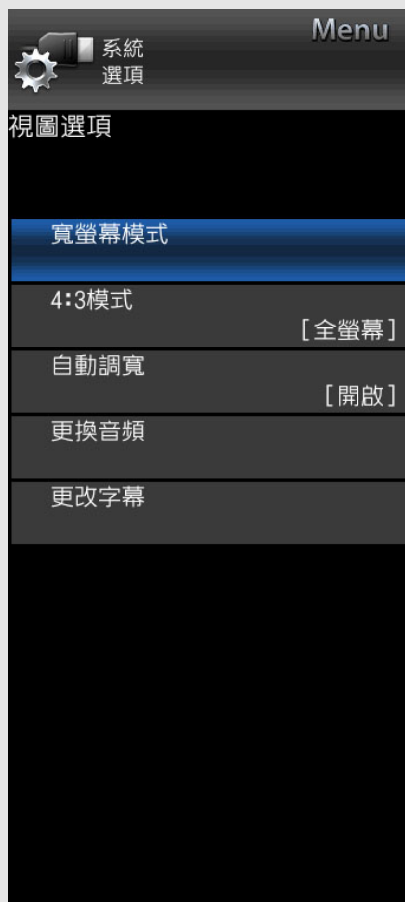 Menu
系統
選項
視圖選項
寬螢幕模式
4:3模式
[全螢幕]
自動調寬
[開啟]
更換音頻
更改字幕